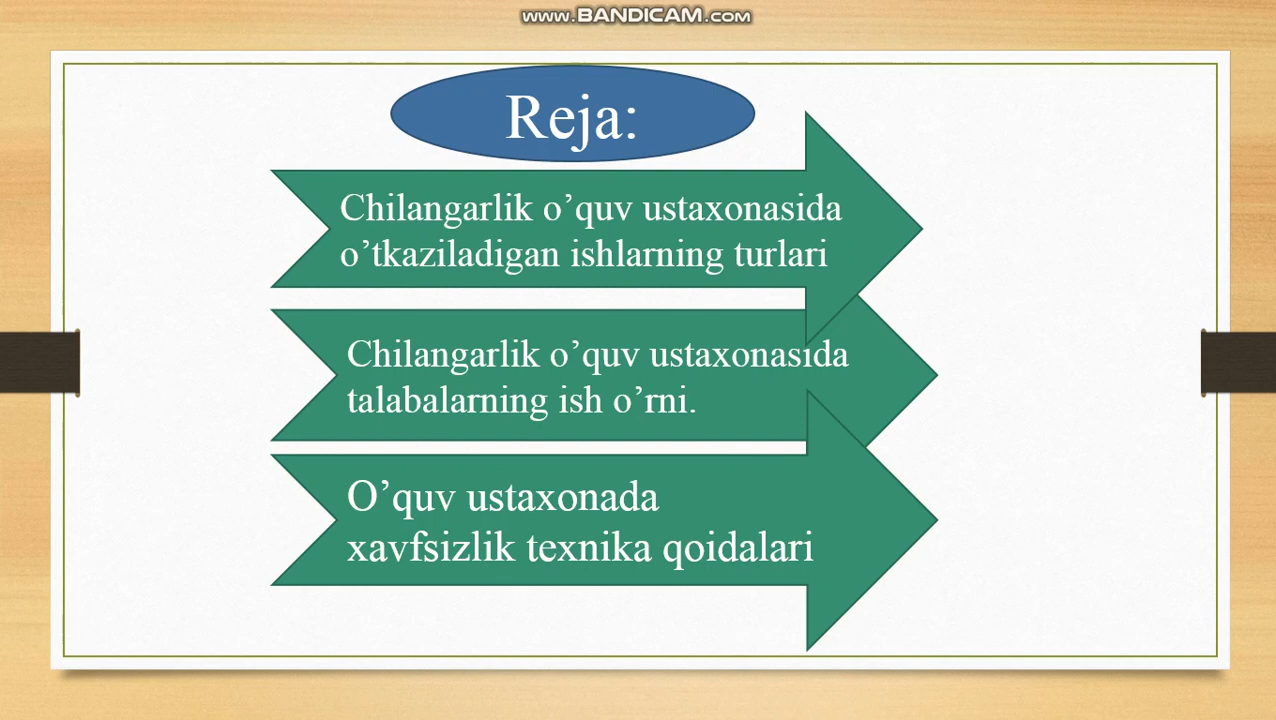 www.BANDICAM.com
Reja:
Chilangarlik o’quv ustaxonasida
o’tkaziladigan ishlarning turlari
Chilangarlik o’quv ustaxonasida
talabalarning ish o’rni.
O’quv ustaxonada
xavfsizlik texnika qoidalari